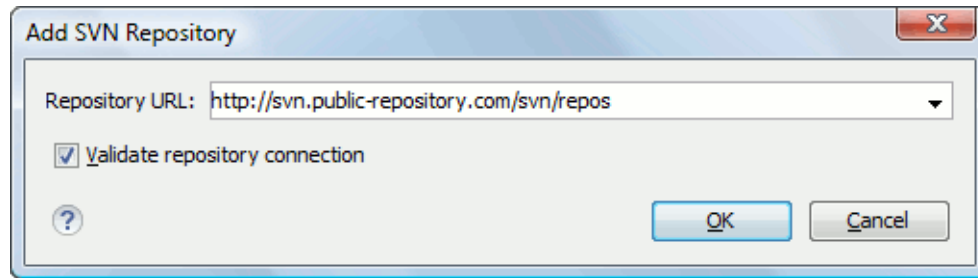 Add SVN Repository
Repository URL: http://svn.public-repository.com/svn/repos
Validate repository connection
?
OK
Cancel